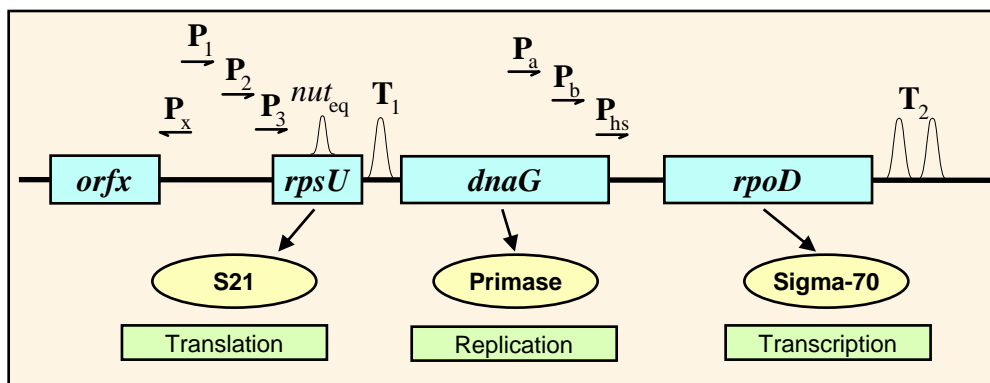 P1
P2
P3
Px
nuteq
T1
Pa
Pb
Phs
T2
orfx
rpsU
dnaG
rpoD
S21
Primase
Sigma-70
Translation
Replication
Transcription